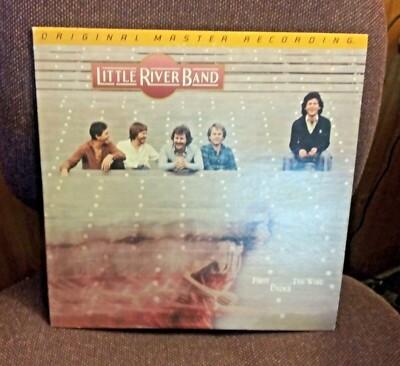 ORIGINAL MASTER RECORDING
LITTLE RIVER BAND
FIRST THE WIRE
UNDER